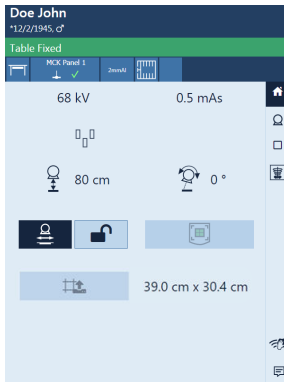 Doe John
*12/2/1945, ♂
Table Fixed
MCK Panel 1
2mmAl
68 kV
0.5 mAs
80 cm
0 °
39.0 cm x 30.4 cm